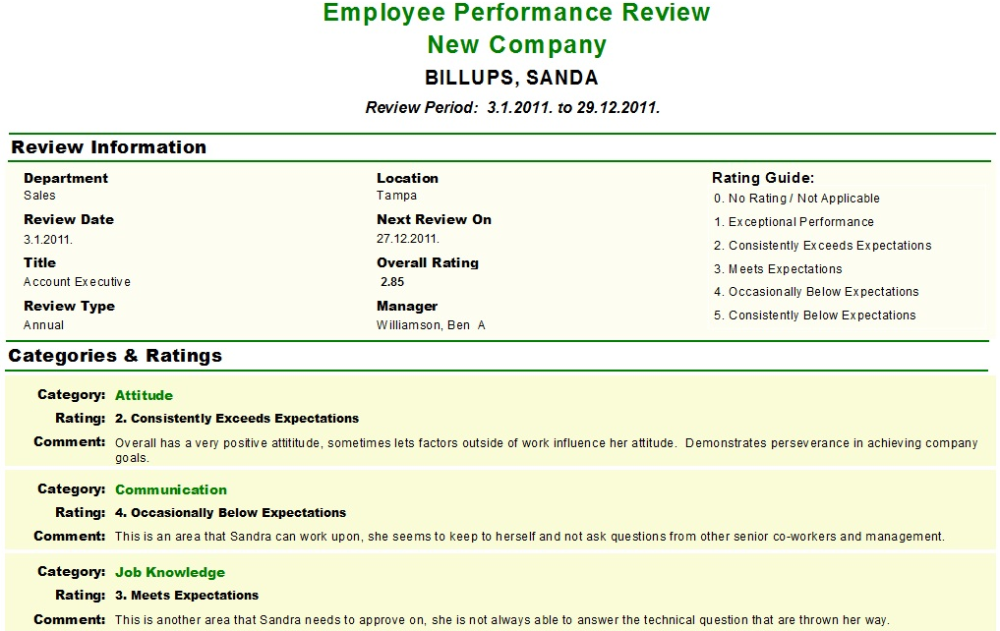 Employee Performance Review
New Company
BILLUPS, SANDA
Review Period: 3.1.2011. to 29.12.2011.
Review Information
Department
Sales
Review Date
3.1.2011.
Title
Account Executive
Review Type
Annual
Location
Tampa
Next Review On
27.12.2011.
Overall Rating
2.85
Manager
Williamson, Ben A
Rating Guide:
0. No Rating / Not Applicable
1. Exceptional Performance
2. Consistently Exceeds Expectations
3. Meets Expectations
4. Occasionally Below Expectations
5. Consistently Below Expectations
Categories & Ratings
Category: Attitude
Rating: 2. Consistently Exceeds Expectations
Comment: Overall has a very positive attititude, sometimes lets factors outside of work influence her attitude. Demonstrates perseverance in achieving company
goals.
Category: Communication
Rating: 4. Occasionally Below Expectations
Comment: This is an area that Sandra can work upon, she seems to keep to herself and not ask questions from other senior co-workers and management.
Category: Job Knowledge
Rating: 3. Meets Expectations
Comment: This is another area that Sandra needs to approve on, she is not always able to answer the technical question that are thrown her way.